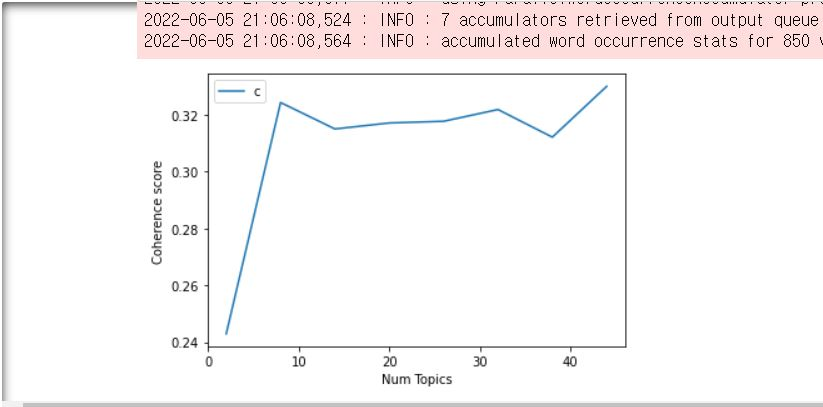 2022-06-05 21:06:08,524 : INFO : 7 accumulators retrieved from output queue
2022-06-05 21:06:08,564 : INFO : accumulated word occurrence stats for 850
c
0.32
0.30
0.28
0.26
0.24
Coherence score
0 10 20 30 40
Num Topics